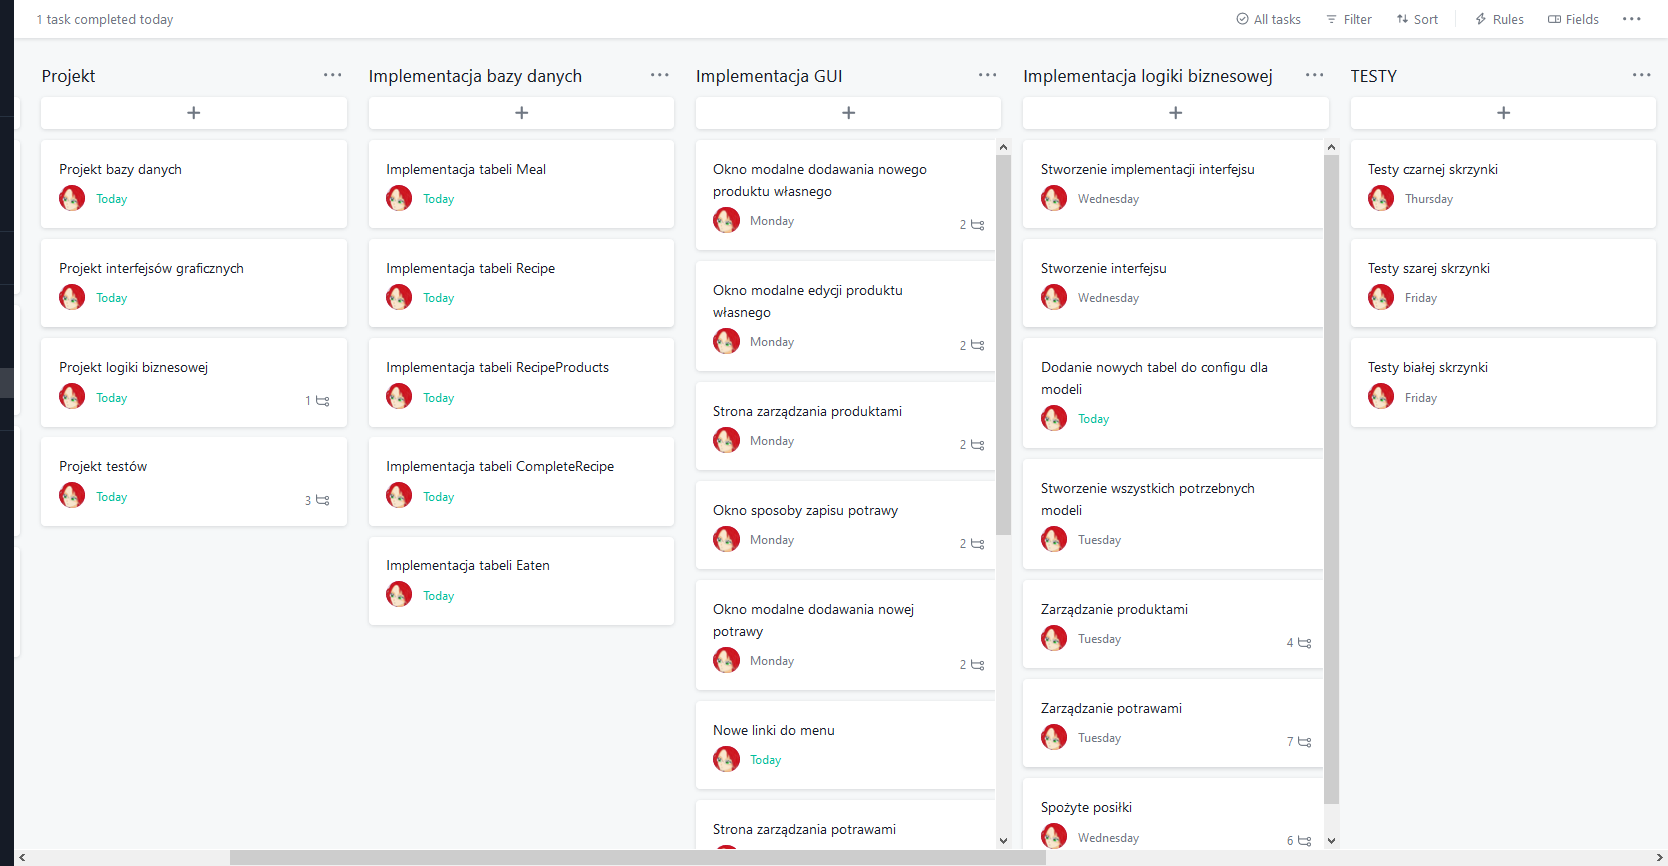 1 task completed today
All tasks
Filter
Sort
Rules
Fields
Projekt
Projekt bazy danych
Today
Projekt interfejsów graficznych
Today
Projekt logiki biznesowej
Today
1
Projekt testów
Today
3
Implementacja bazy danych
Implementacja tabeli Meal
Today
Implementacja tabeli Recipe
Today
Implementacja tabeli RecipeProducts
Today
Implementacja tabeli CompleteRecipe
Today
Implementacja tabeli Eaten
Today
Implementacja GUI
Okno modalne dodawania nowego
produktu własnego
Monday
2
Okno modalne edycji produktu
własnego
Monday
2
Strona zarządzania produktami
Monday
2
Okno sposoby zapisu potrawy
Monday
2
Okno modalne dodawania nowej
potrawy
Monday
2
Nowe linki do menu
Today
Strona zarządzania potrawami
Implementacja logiki biznesowej
Stworzenie implementacji interfejsu
Wednesday
Stworzenie interfejsu
Wednesday
Dodanie nowych tabel do configu dla
modeli
Today
Stworzenie wszystkich potrzebnych
modeli
Tuesday
Zarządzanie produktami
Tuesday
4
Zarządzanie potrawami
Tuesday
7
Spożyte posiłki
Wednesday
6
TESTY
Testy czarnej skrzynki
Thursday
Testy szarej skrzynki
Friday
Testy białej skrzynki
Friday